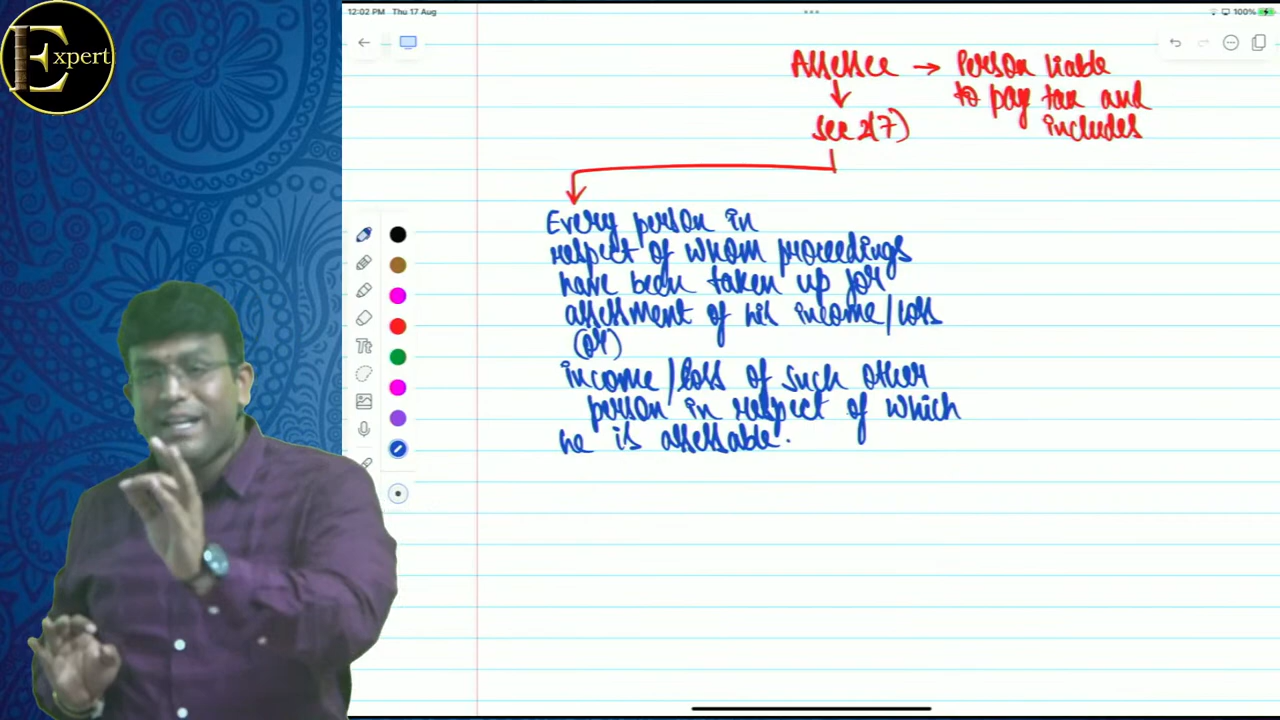 Expert
12:02 PM Thu 17 Aug
100%
Assessee → Person liable
to pay tax and
includes
Sec 2(7)
Every person in
respect of whom proceedings
have been taken up for
assessment of his income/loss
(or)
income/loss of such other
person in respect of which
he is assessable.
Tt